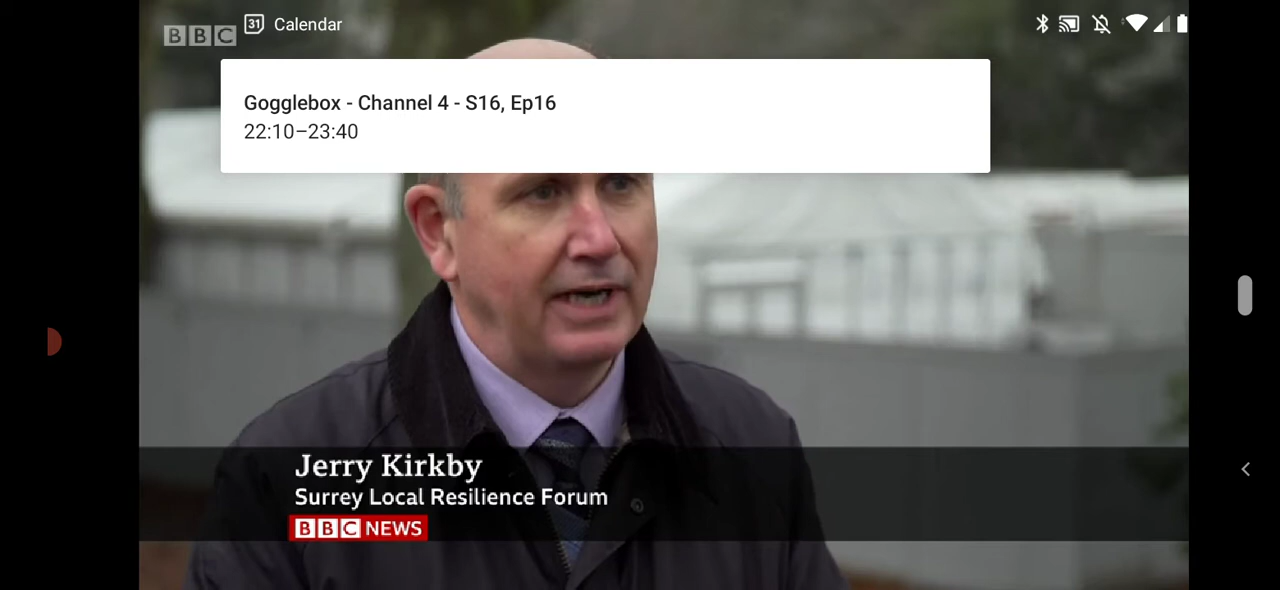 BBC
31 Calendar
Gogglebox - Channel 4 - S16, Ep16
22:10–23:40
Jerry Kirkby
Surrey Local Resilience Forum
BBC NEWS